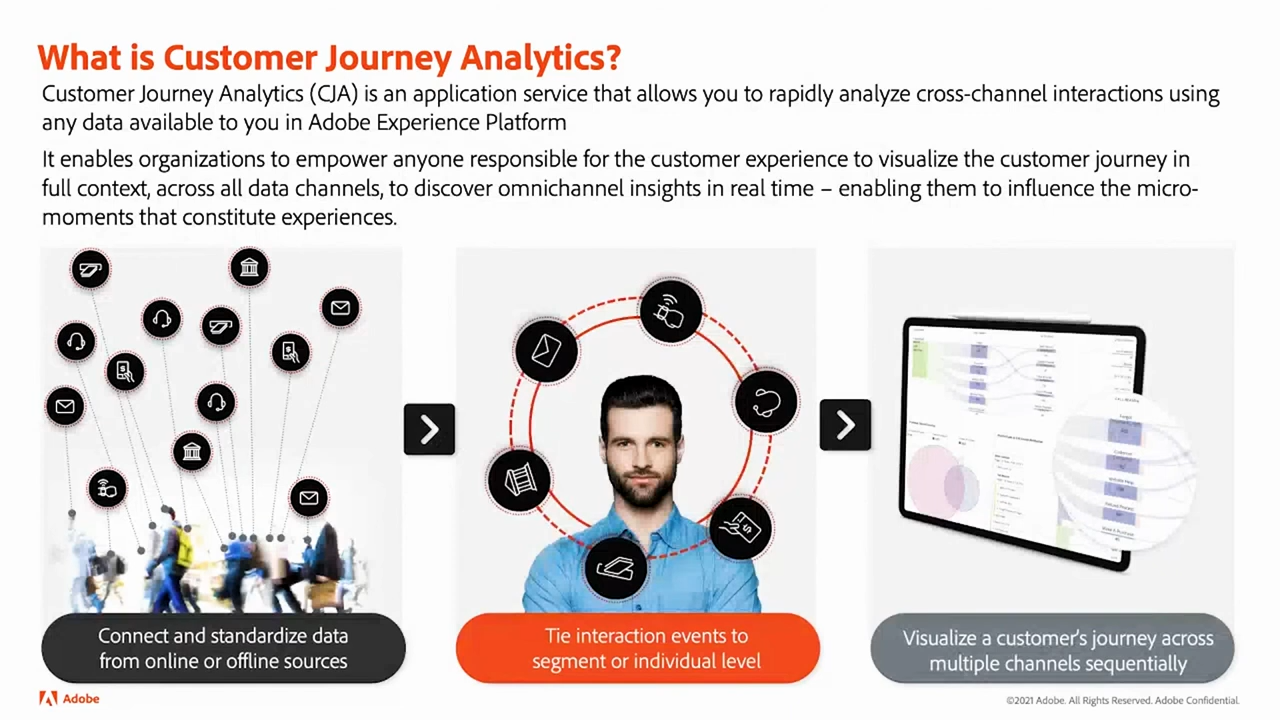 What is Customer Journey Analytics?
Customer Journey Analytics (CJA) is an application service that allows you to rapidly analyze cross-channel interactions using
any data available to you in Adobe Experience Platform
It enables organizations to empower anyone responsible for the customer experience to visualize the customer journey in
full context, across all data channels, to discover omnichannel insights in real time – enabling them to influence the micro-
moments that constitute experiences.
Connect and standardize data
from online or offline sources
Tie interaction events to
segment or individual level
Visualize a customer's journey across
multiple channels sequentially
Adobe
©2021 Adobe. All Rights Reserved. Adobe Confidential.